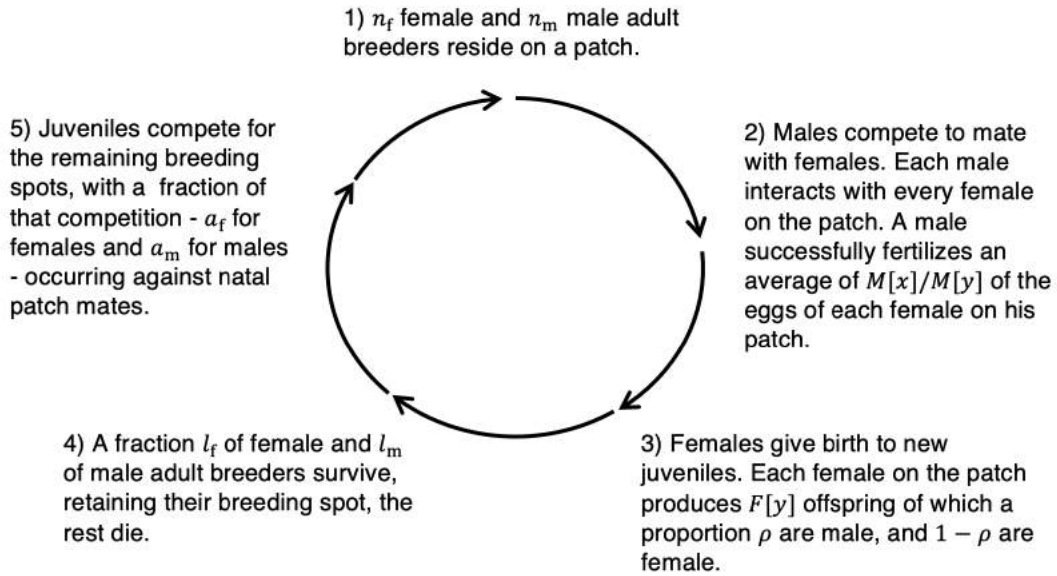 1) n_f female and n_m male adult
breeders reside on a patch.
2) Males compete to mate
with females. Each male
interacts with every female
on the patch. A male
successfully fertilizes an
average of M[x]/M[y] of the
eggs of each female on his
patch.
3) Females give birth to new
juveniles. Each female on the patch
produces F[y] offspring of which a
proportion ρ are male, and 1 − ρ are
female.
4) A fraction l_f of female and l_m
of male adult breeders survive,
retaining their breeding spot, the
rest die.
5) Juveniles compete for
the remaining breeding
spots, with a fraction of
that competition - a_f for
females and a_m for males
- occurring against natal
patch mates.